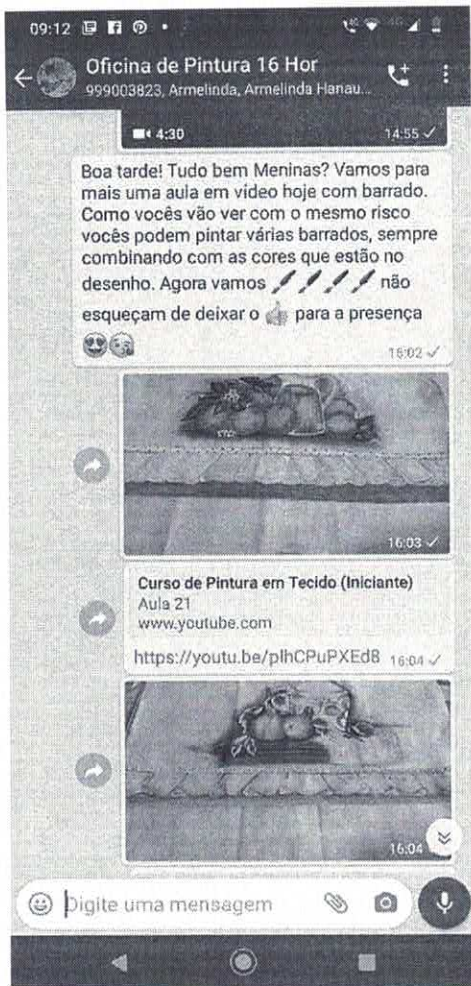 09:12
Oficina de Pintura 16 Hor
999003823, Armelinda, Armelinda Hanau...
4:30 14:55
Boa tarde! Tudo bem Meninas? Vamos para
mais uma aula em vídeo hoje com barrado.
Como vocês vão ver com o mesmo risco
vocês podem pintar várias barrados, sempre
combinando com as cores que estão no
desenho. Agora vamos não
esqueçam de deixar o para a presença
16:02
16:03
Curso de Pintura em Tecido (Iniciante)
Aula 21
www.youtube.com
https://youtu.be/plhCPuPXEd8 16:04
16:04
Digite uma mensagem